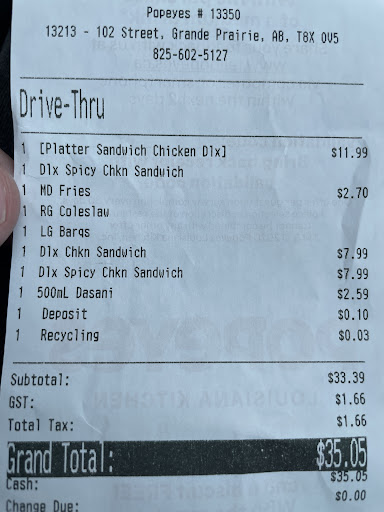 Popeyes # 13350
13213 - 102 Street, Grande Prairie, AB, T8X 0V5
825-602-5127
Drive-Thru
1 [Platter Sandwich Chicken Dlx] $11.99
1 Dlx Spicy Chkn Sandwich
1 MD Fries $2.70
1 RG Coleslaw
1 LG Barqs
1 Dlx Chkn Sandwich $7.99
1 Dlx Spicy Chkn Sandwich $7.99
1 500mL Dasani $2.59
1 Deposit $0.10
1 Recycling $0.03
Subtotal: $33.39
GST: $1.66
Total Tax: $1.66
Grand Total: $35.05
Cash: $35.05
Change Due: $0.00